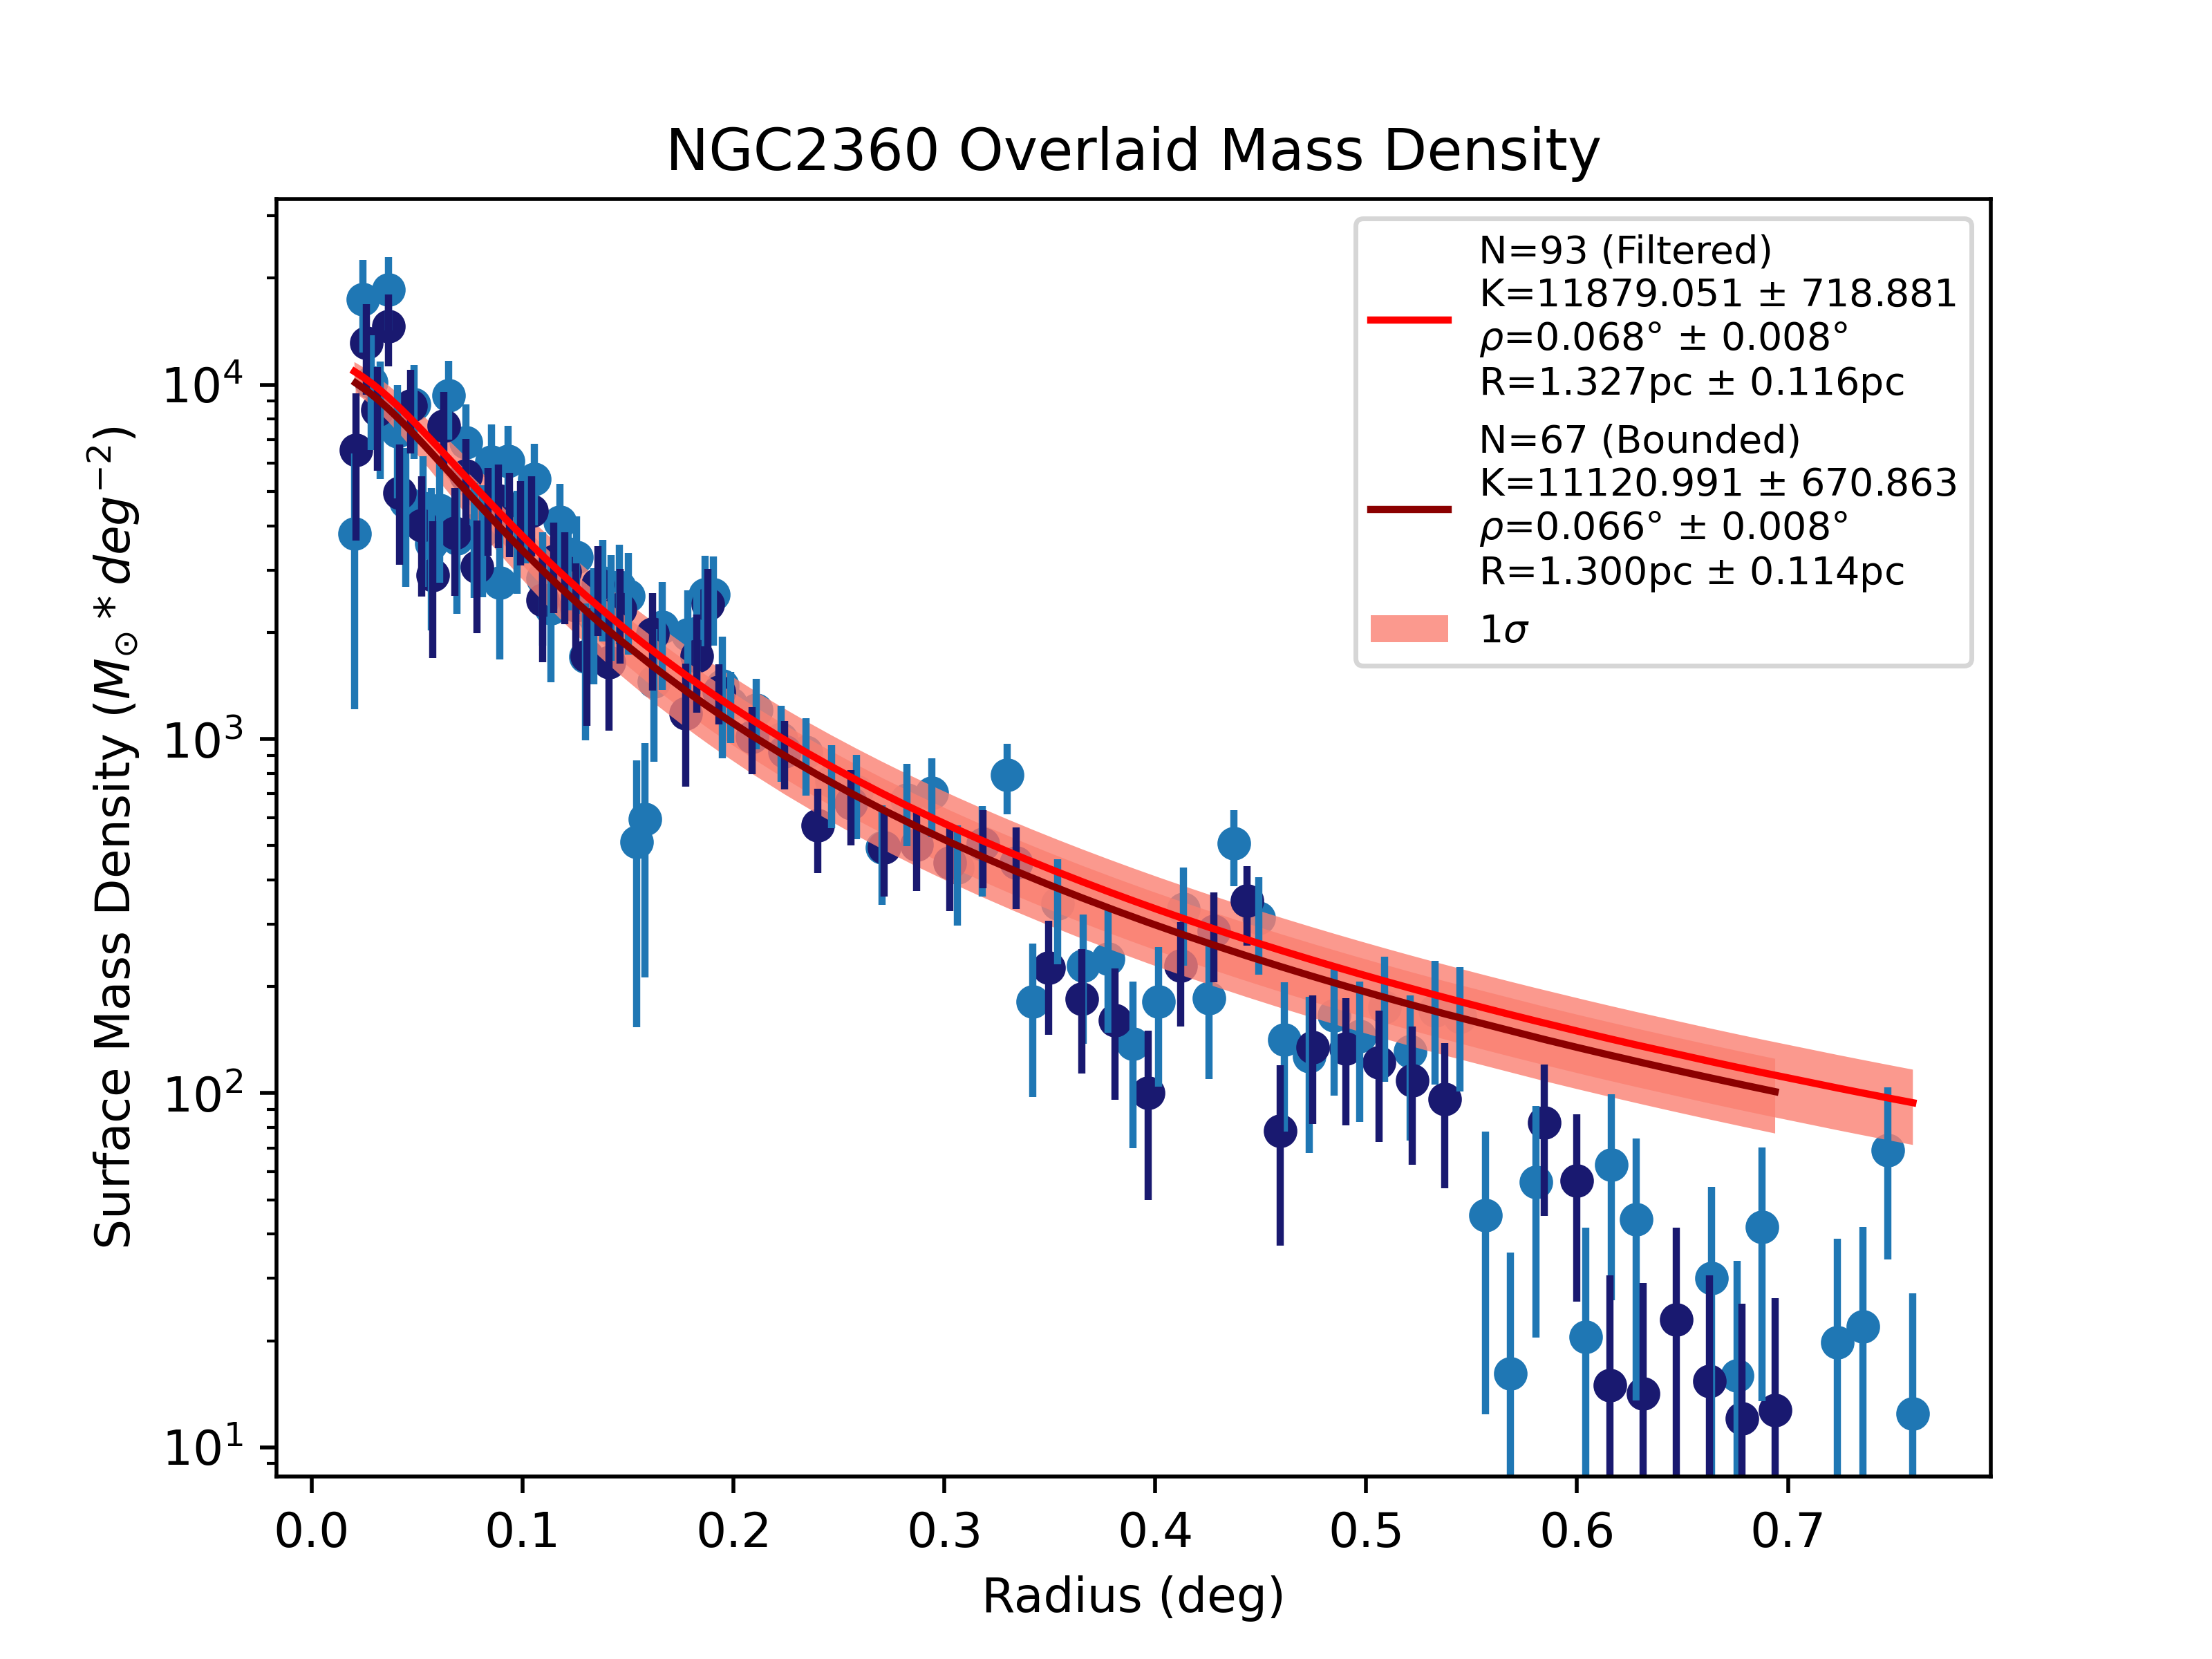 NGC2360 Overlaid Mass Density
N=93 (Filtered)
K=11879.051 ± 718.881
ρ=0.068° ± 0.008°
R=1.327pc ± 0.116pc
N=67 (Bounded)
K=11120.991 ± 670.863
ρ=0.066° ± 0.008°
R=1.300pc ± 0.114pc
1σ
Surface Mass Density (M⊙ * deg⁻²)
10⁴
10³
10²
10¹
0.0 0.1 0.2 0.3 0.4 0.5 0.6 0.7
Radius (deg)